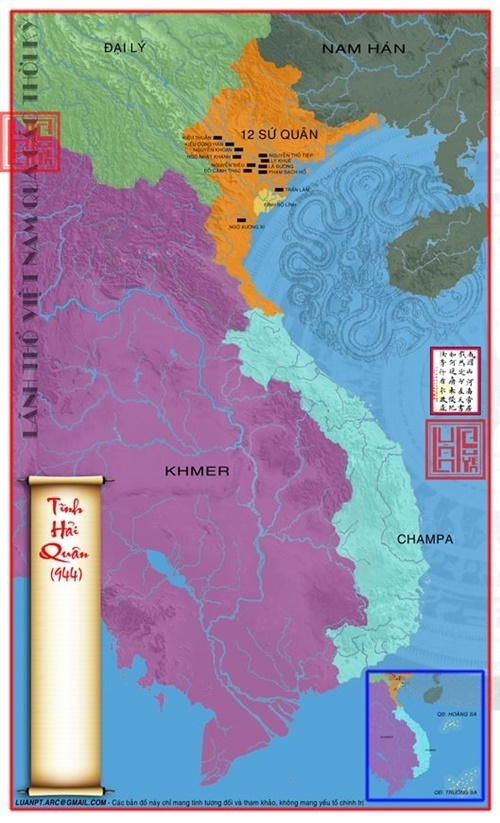 ĐẠI LÝ
NAM HÁN
LÃNH THỔ VIỆT NAM QUA CÁC THỜI KỲ
12 SỨ QUÂN
KIỀU THUẬN
KIỀU CÔNG HÃN
NGUYỄN KHOAN
NGÔ NHẬT KHÁNH
NGUYỄN THỦ TIỆP
LÝ KHUÊ
NGUYỄN SIÊU
LÃ ĐƯỜNG
ĐỖ CẢNH THẠC
PHẠM BẠCH HỔ
TRẦN LÃM
ĐINH BỘ LĨNH
NGÔ XƯƠNG XÍ
KHMER
CHAMPA
Tĩnh
Hải
Quân
(944)
QĐ. HOÀNG SA
QĐ. TRƯỜNG SA
LUANPT.ARC@GMAIL.COM - Các bản đồ này chỉ mang tính tương đối và tham khảo, không mang yếu tố chính trị